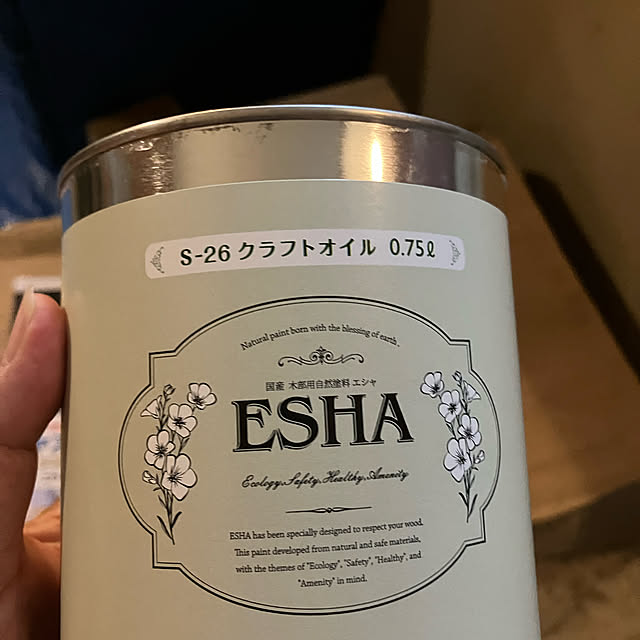 S-26 クラフトオイル 0.75ℓ
Natural paint born with the blessing of earth.
国産 木部用自然塗料 エシャ
ESHA
Ecology.Safety.Healthy.Amenity
ESHA has been specially designed to respect your wood.
This paint developed from natural and safe materials,
with the themes of "Ecology", "Safety", "Healthy", and
"Amenity" in mind.